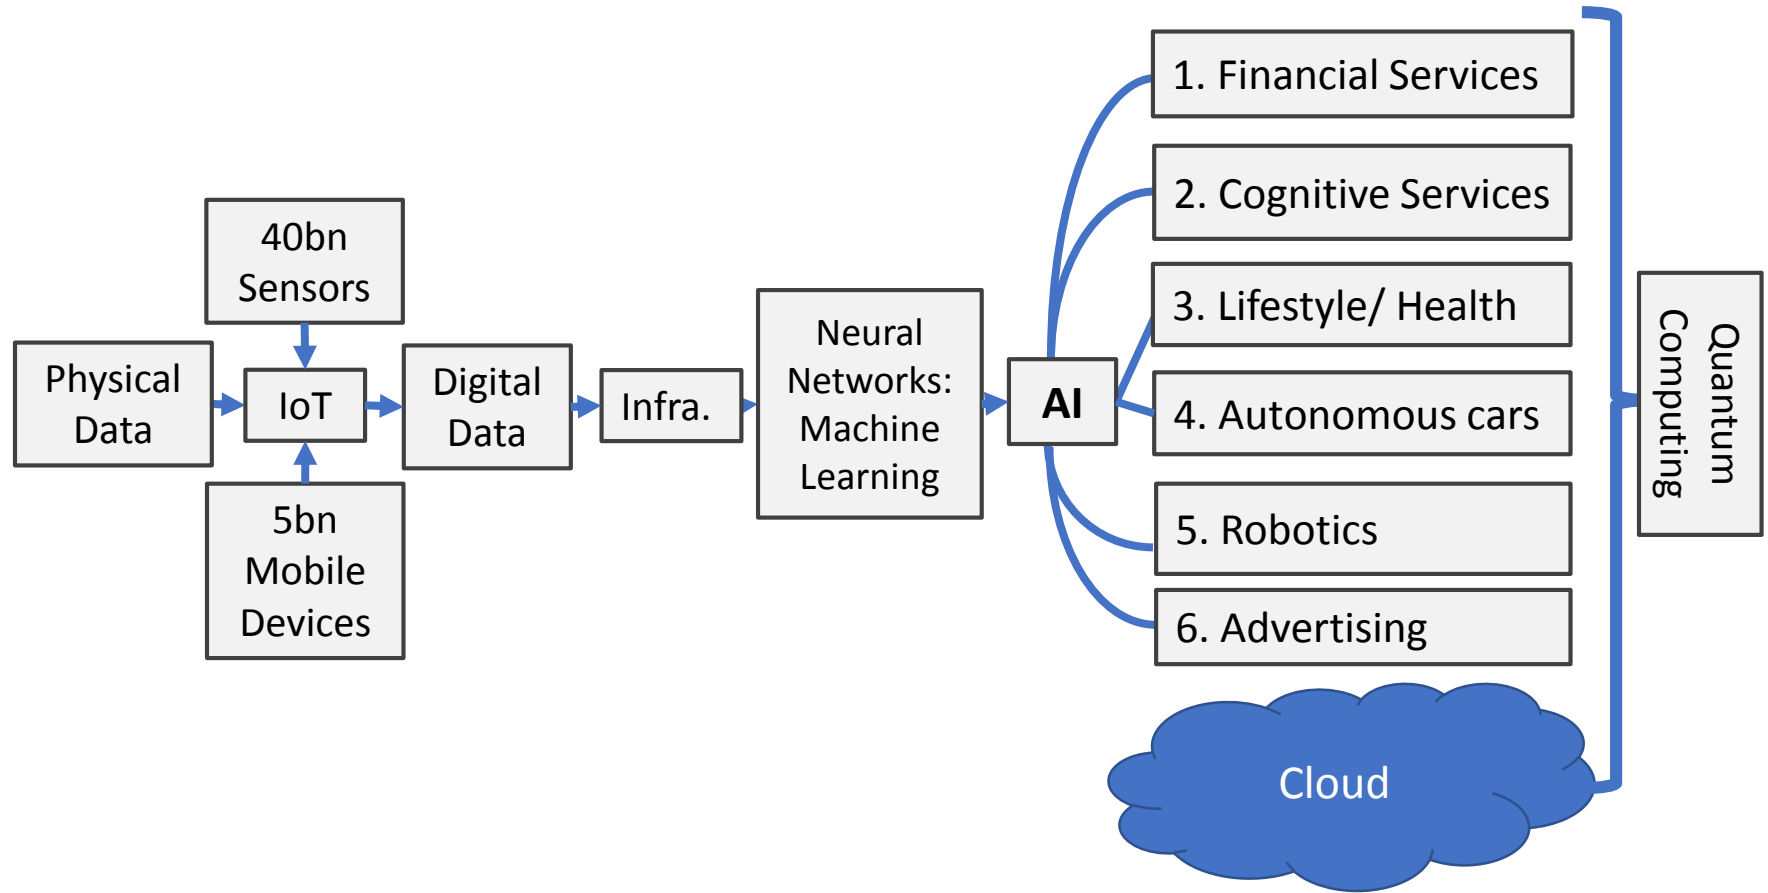 Physical
Data
40bn
Sensors
IoT
5bn
Mobile
Devices
Digital
Data
Infra.
Neural
Networks:
Machine
Learning
AI
1. Financial Services
2. Cognitive Services
3. Lifestyle/ Health
4. Autonomous cars
5. Robotics
6. Advertising
Cloud
Quantum
Computing